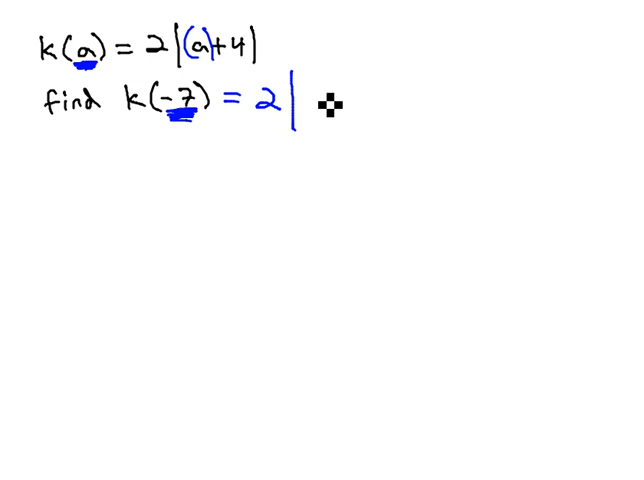 k(a) = 2|(a)+4|
find k(-7) = 2|